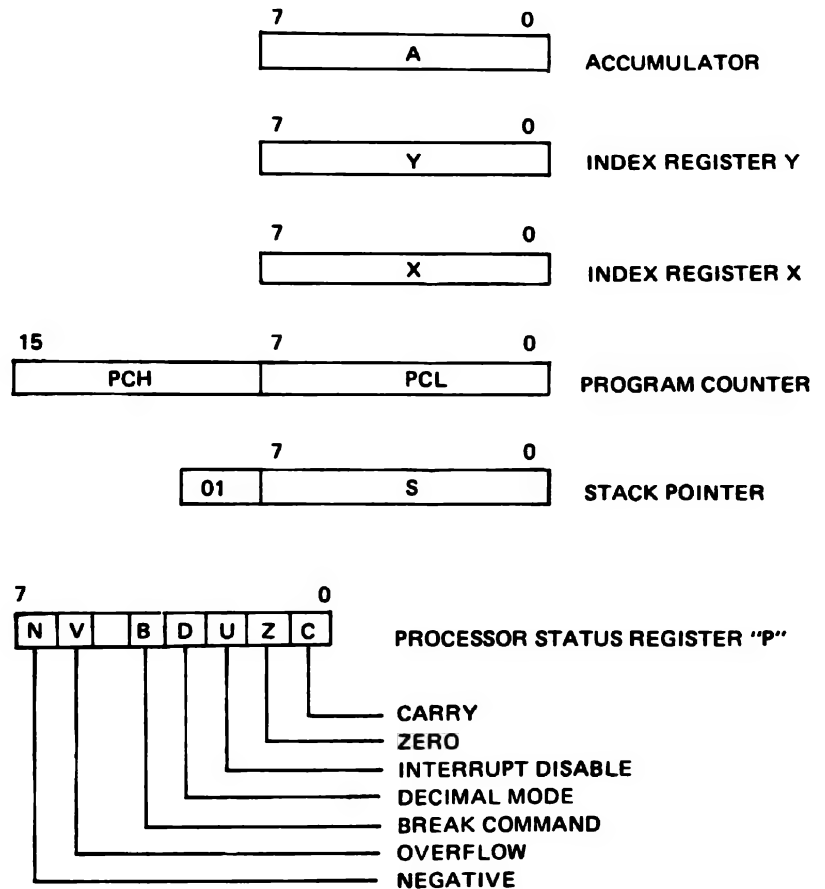 7 0
A ACCUMULATOR
7 0
Y INDEX REGISTER Y
7 0
X INDEX REGISTER X
15 7 0
PCH PCL PROGRAM COUNTER
7 0
01 S STACK POINTER
7 0
N V B D U Z C PROCESSOR STATUS REGISTER "P"
CARRY
ZERO
INTERRUPT DISABLE
DECIMAL MODE
BREAK COMMAND
OVERFLOW
NEGATIVE